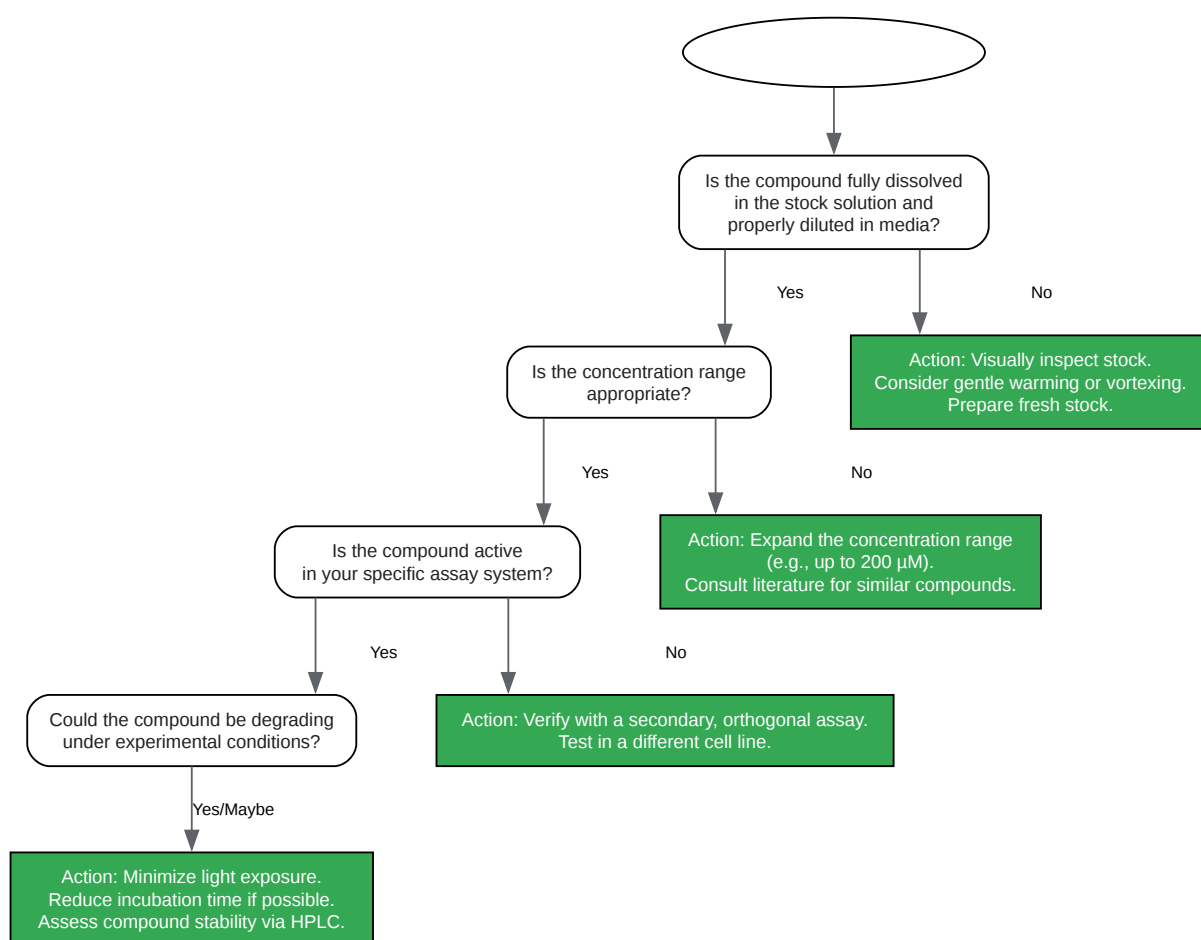 Is the compound fully dissolved
in the stock solution and
properly diluted in media?
Yes
No
Is the concentration range
appropriate?
Action: Visually inspect stock.
Consider gentle warming or vortexing.
Prepare fresh stock.
Yes
No
Is the compound active
in your specific assay system?
Action: Expand the concentration range
(e.g., up to 200 µM).
Consult literature for similar compounds.
Yes
No
Could the compound be degrading
under experimental conditions?
Action: Verify with a secondary, orthogonal assay.
Test in a different cell line.
Yes/Maybe
Action: Minimize light exposure.
Reduce incubation time if possible.
Assess compound stability via HPLC.